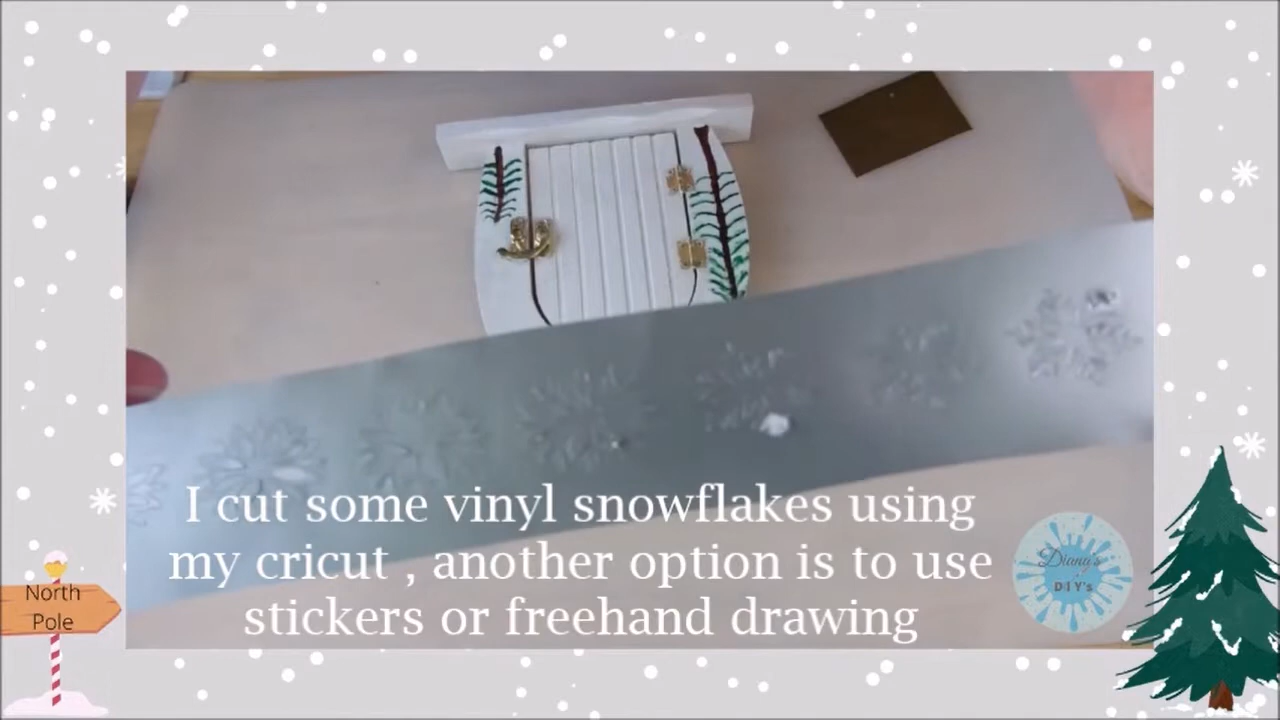 I cut some vinyl snowflakes using
my cricut , another option is to use
stickers or freehand drawing
North
Pole
Diany's
DIY's